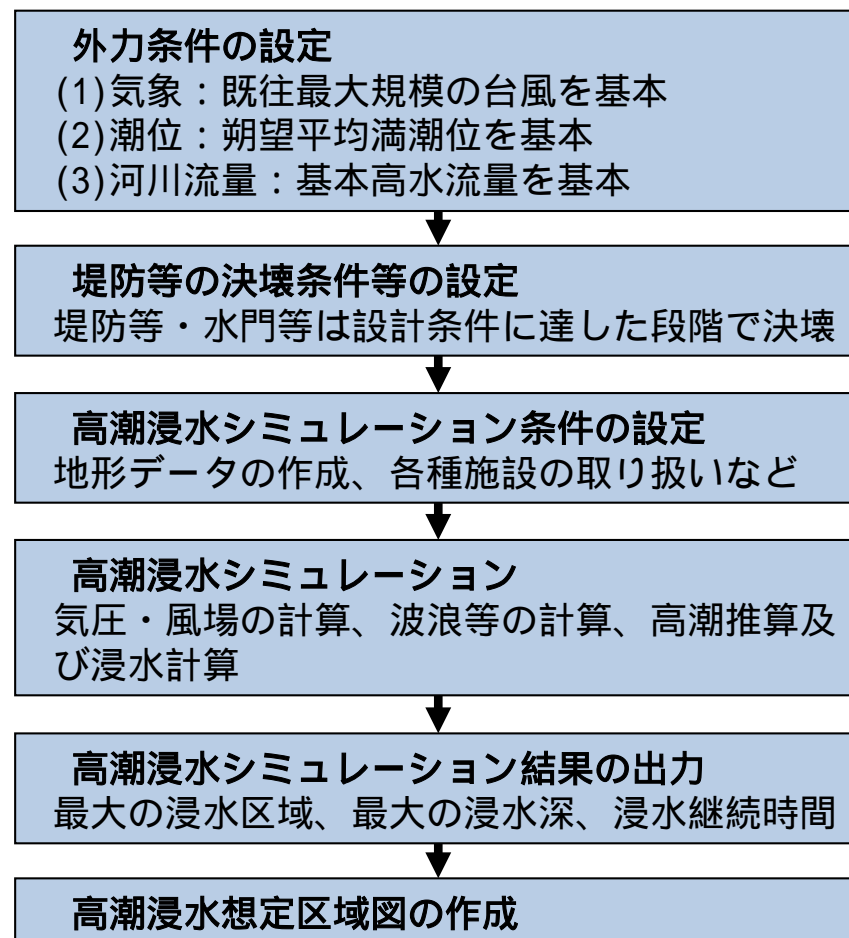 外力条件の設定
(1)気象：既往最大規模の台風を基本
(2)潮位：朔望平均満潮位を基本
(3)河川流量：基本高水流量を基本
堤防等の決壊条件等の設定
堤防等・水門等は設計条件に達した段階で決壊
高潮浸水シミュレーション条件の設定
地形データの作成、各種施設の取り扱いなど
高潮浸水シミュレーション
気圧・風場の計算、波浪等の計算、高潮推算及
び浸水計算
高潮浸水シミュレーション結果の出力
最大の浸水区域、最大の浸水深、浸水継続時間
高潮浸水想定区域図の作成